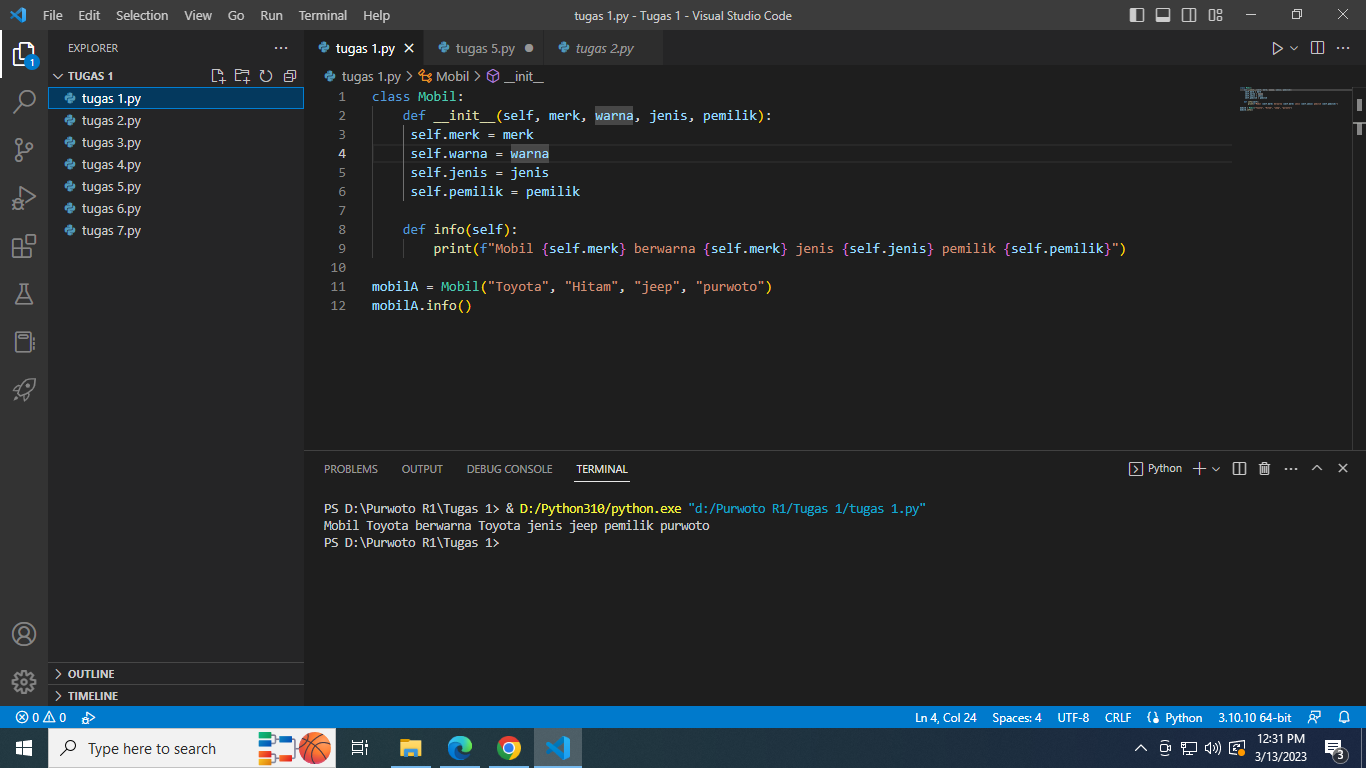 File Edit Selection View Go Run Terminal Help tugas 1.py - Tugas 1 - Visual Studio Code
EXPLORER
TUGAS 1
tugas 1.py
tugas 2.py
tugas 3.py
tugas 4.py
tugas 5.py
tugas 6.py
tugas 7.py
OUTLINE
TIMELINE
1
tugas 1.py tugas 5.py tugas 2.py
tugas 1.py > Mobil > __init__
1 class Mobil:
2     def __init__(self, merk, warna, jenis, pemilik):
3      self.merk = merk
4      self.warna = warna
5      self.jenis = jenis
6      self.pemilik = pemilik
7
8     def info(self):
9         print(f"Mobil {self.merk} berwarna {self.merk} jenis {self.jenis} pemilik {self.pemilik}")
10
11 mobilA = Mobil("Toyota", "Hitam", "jeep", "purwoto")
12 mobilA.info()
PROBLEMS OUTPUT DEBUG CONSOLE TERMINAL Python
PS D:\Purwoto R1\Tugas 1> & D:/Python310/python.exe "d:/Purwoto R1/Tugas 1/tugas 1.py"
Mobil Toyota berwarna Toyota jenis jeep pemilik purwoto
PS D:\Purwoto R1\Tugas 1>
0 0 Ln 4, Col 24 Spaces: 4 UTF-8 CRLF Python 3.10.10 64-bit
Type here to search
12:31 PM
3/13/2023
3